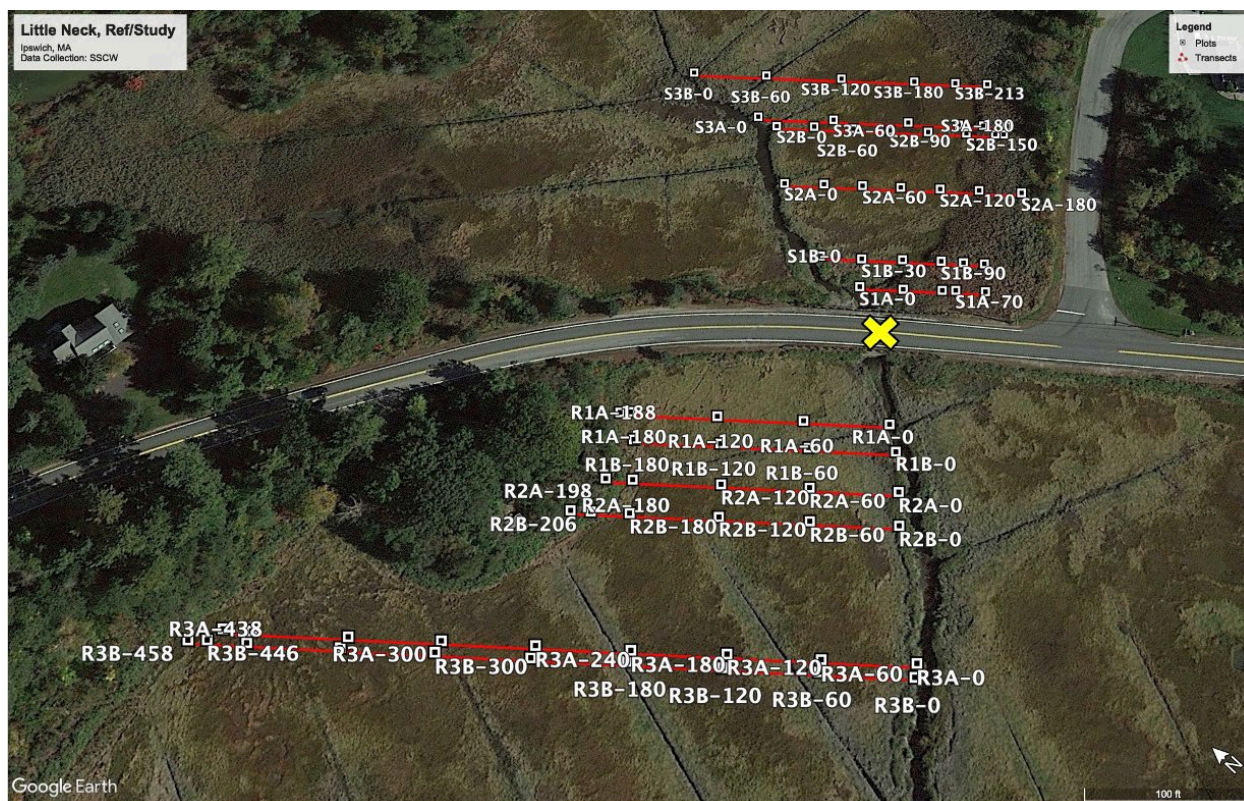 Little Neck, Ref/Study
Ipswich, MA
Data Collection: SSCW
Legend
Plots
Transects
S3B-0
S3B-60
S3B-120
S3B-180
S3B-213
S3A-0
S2B-0
S3A-60
S3A-180
S2B-60
S2B-90
S2B-150
S2A-0
S2A-60
S2A-120
S2A-180
S1B-0
S1B-30
S1B-90
S1A-0
S1A-70
R1A-188
R1A-180
R1A-120
R1A-60
R1A-0
R1B-180
R1B-120
R1B-60
R1B-0
R2A-198
R2A-180
R2A-120
R2A-60
R2A-0
R2B-206
R2B-180
R2B-120
R2B-60
R2B-0
R3A-438
R3B-458
R3B-446
R3A-300
R3B-300
R3A-240
R3A-180
R3A-120
R3A-60
R3A-0
R3B-180
R3B-120
R3B-60
R3B-0
N
Google Earth
100 ft